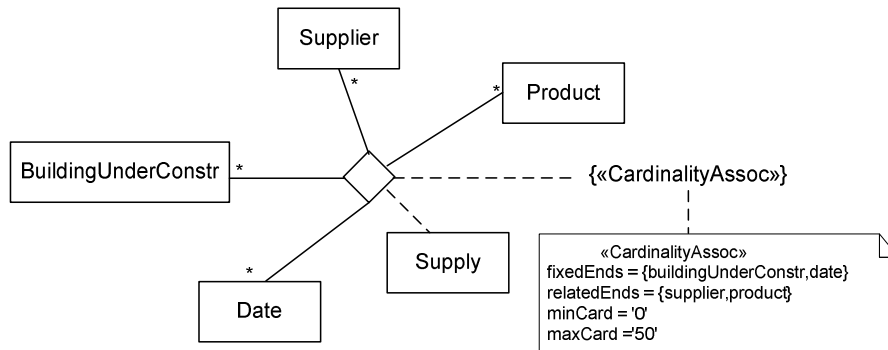 Supplier
*
Product
*
BuildingUnderConstr
*
{«CardinalityAssoc»}
Supply
*
Date
«CardinalityAssoc»
fixedEnds = {buildingUnderConstr,date}
relatedEnds = {supplier,product}
minCard = '0'
maxCard ='50'